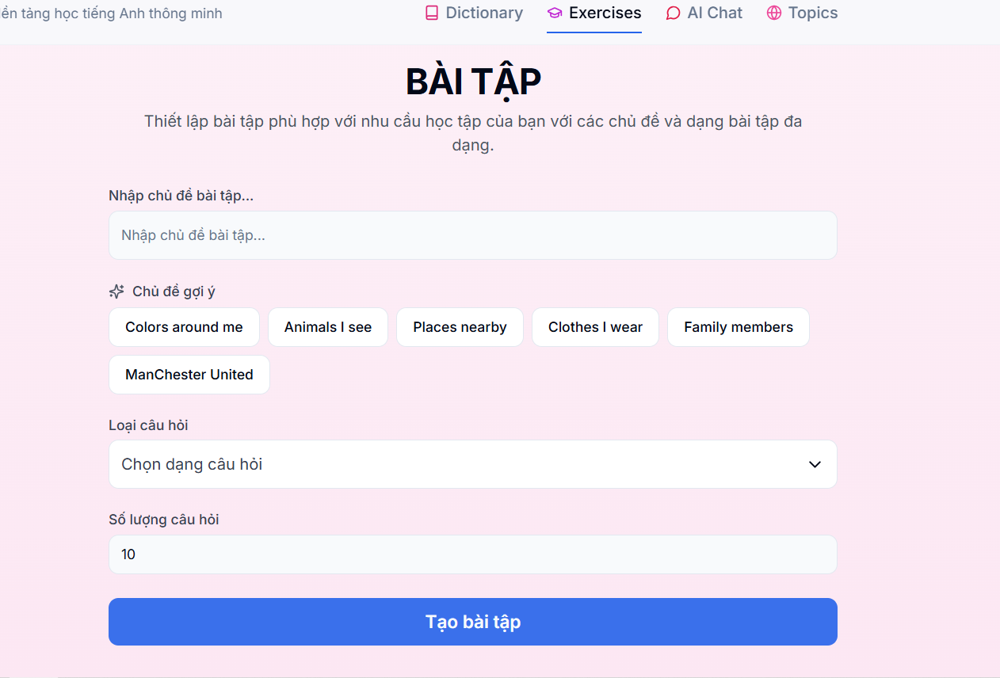 nền tảng học tiếng Anh thông minh
Dictionary
Exercises
AI Chat
Topics
BÀI TẬP
Thiết lập bài tập phù hợp với nhu cầu học tập của bạn với các chủ đề và dạng bài tập đa
dạng.
Nhập chủ đề bài tập...
Nhập chủ đề bài tập...
Chủ đề gợi ý
Colors around me
Animals I see
Places nearby
Clothes I wear
Family members
ManChester United
Loại câu hỏi
Chọn dạng câu hỏi
Số lượng câu hỏi
10
Tạo bài tập